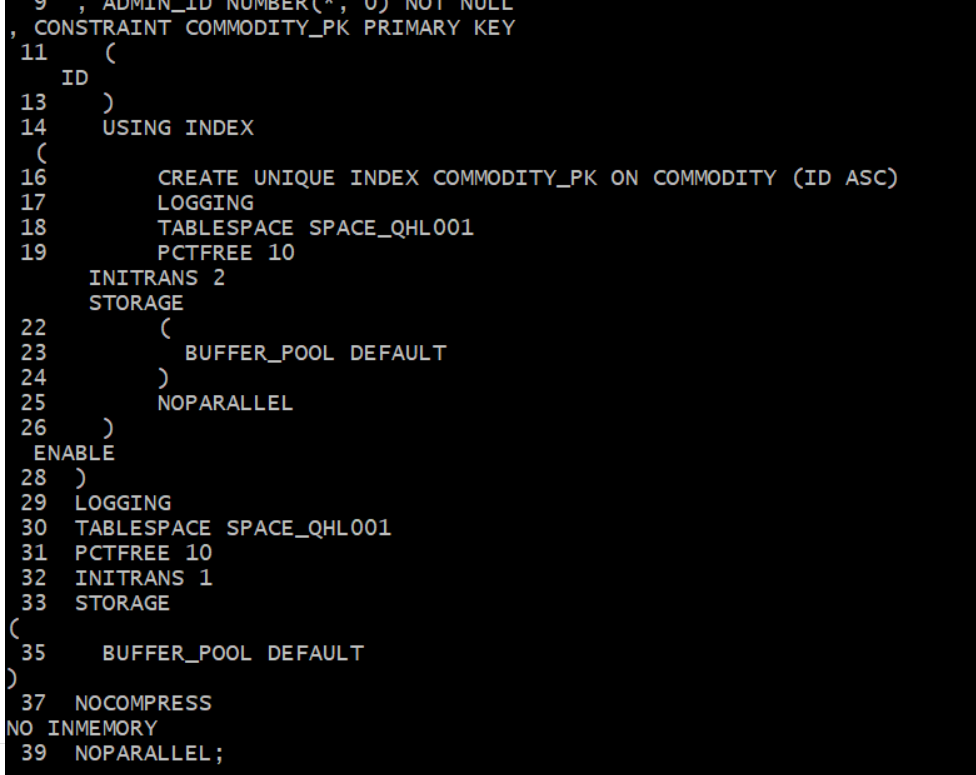 9  , ADMIN_ID NUMBER(*, 0) NOT NULL
, CONSTRAINT COMMODITY_PK PRIMARY KEY
 11    (
    ID
 13    )
 14    USING INDEX
  (
 16        CREATE UNIQUE INDEX COMMODITY_PK ON COMMODITY (ID ASC)
 17        LOGGING
 18        TABLESPACE SPACE_QHL001
 19        PCTFREE 10
      INITRANS 2
      STORAGE
 22        (
 23          BUFFER_POOL DEFAULT
 24        )
 25        NOPARALLEL
 26    )
  ENABLE
 28  )
 29  LOGGING
 30  TABLESPACE SPACE_QHL001
 31  PCTFREE 10
 32  INITRANS 1
 33  STORAGE
(
 35    BUFFER_POOL DEFAULT
)
 37  NOCOMPRESS
NO INMEMORY
 39  NOPARALLEL;